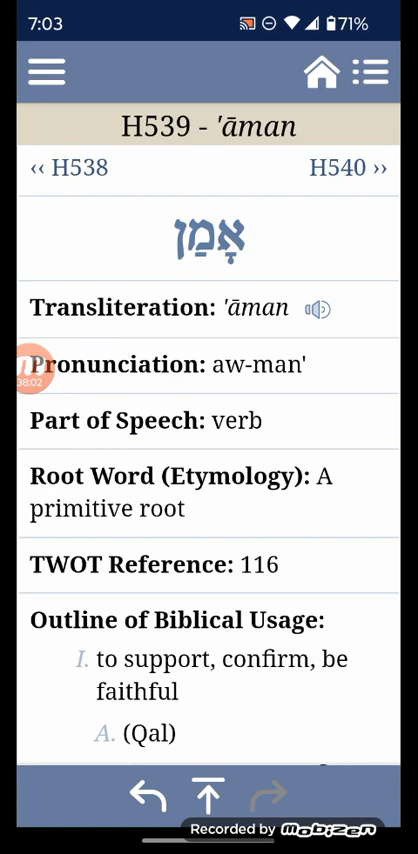 7:03 71%
H539 - 'āman
‹‹ H538 H540 ››
אָמַן
Transliteration: 'āman
Pronunciation: aw-man'
38:02
Part of Speech: verb
Root Word (Etymology): A
primitive root
TWOT Reference: 116
Outline of Biblical Usage:
I. to support, confirm, be
faithful
A. (Qal)
Recorded by mobizen